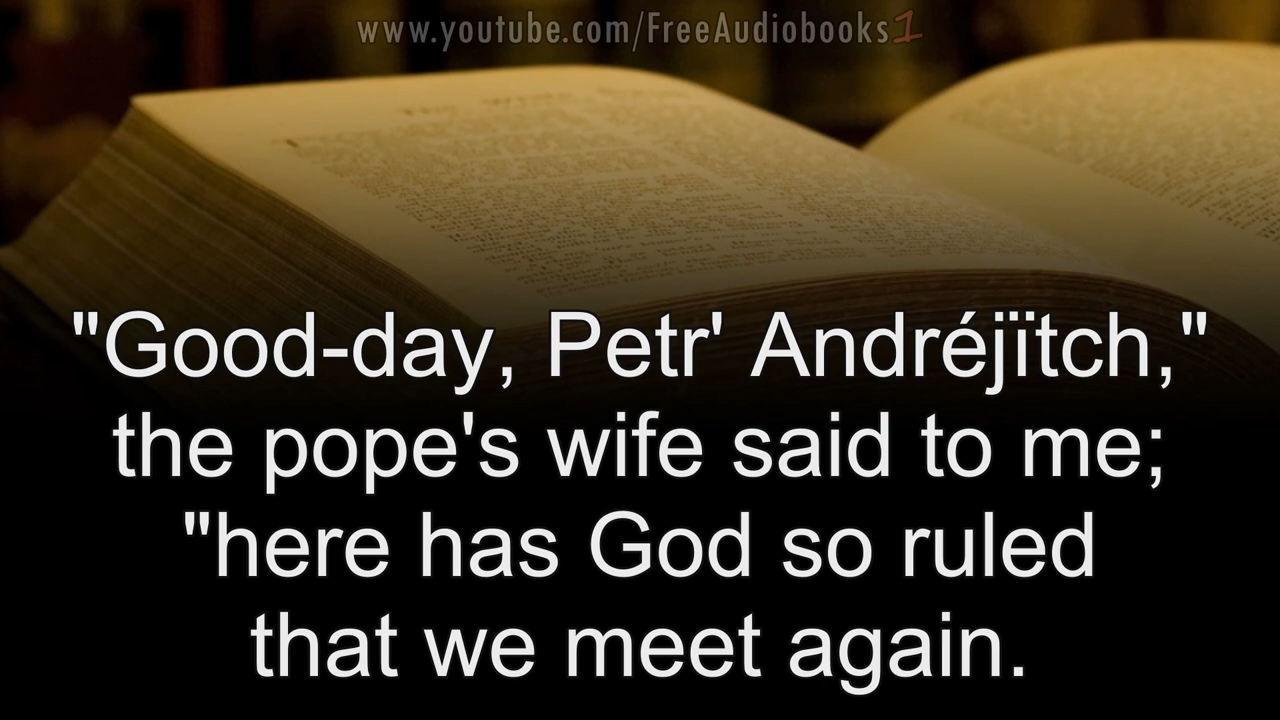 www.youtube.com/FreeAudiobooks1
"Good-day, Petr' Andréjïtch,"
the pope's wife said to me;
"here has God so ruled
that we meet again.